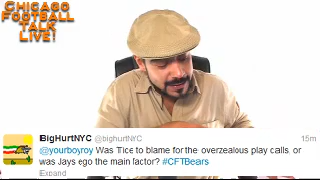 CHICAGO
FOOTBALL
TALK
LIVE!
BigHurtNYC @bighurtNYC 15m
@yourboyroy Was Tice to blame for the overzealous play calls, or
was Jays ego the main factor? #CFTBears
Expand